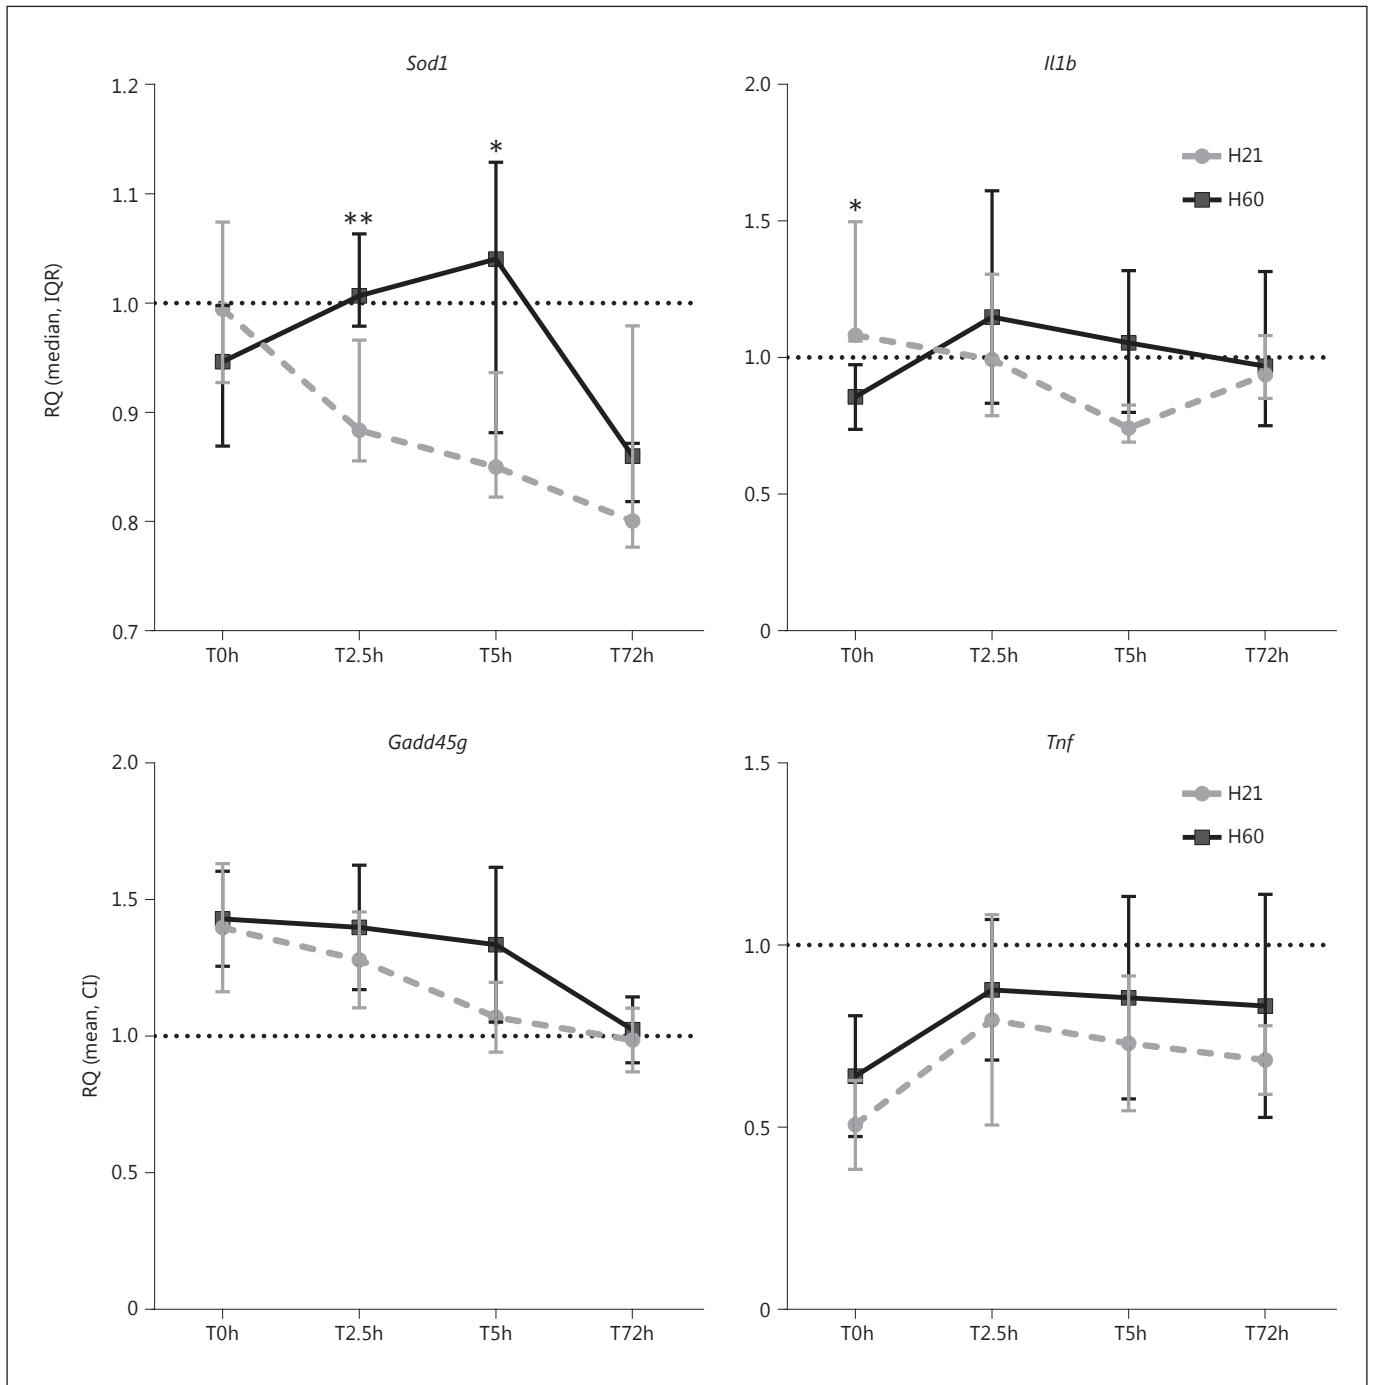 Sod1
1.2
1.1
1.0
0.9
0.8
0.7
RQ (median, IQR)
**
*
T0h T2.5h T5h T72h
Il1b
2.0
1.5
1.0
0.5
0
*
H21
H60
T0h T2.5h T5h T72h
Gadd45g
2.0
1.5
1.0
0.5
0
RQ (mean, CI)
T0h T2.5h T5h T72h
Tnf
1.5
1.0
0.5
0
H21
H60
T0h T2.5h T5h T72h